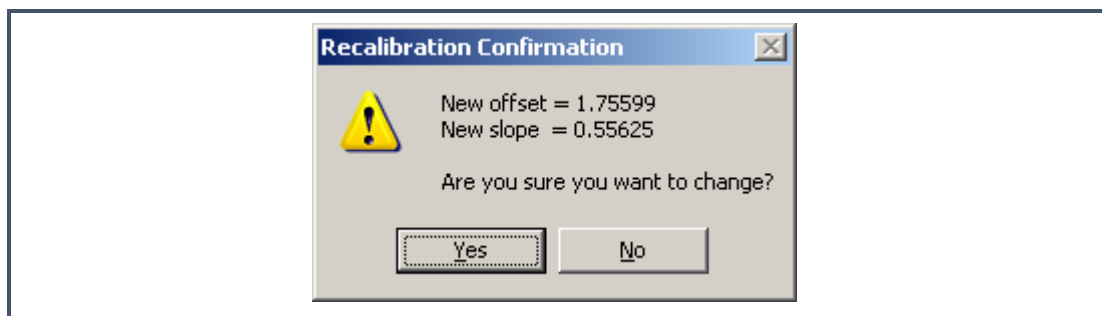 Recalibration Confirmation
New offset = 1.75599
New slope = 0.55625
Are you sure you want to change?
Yes No